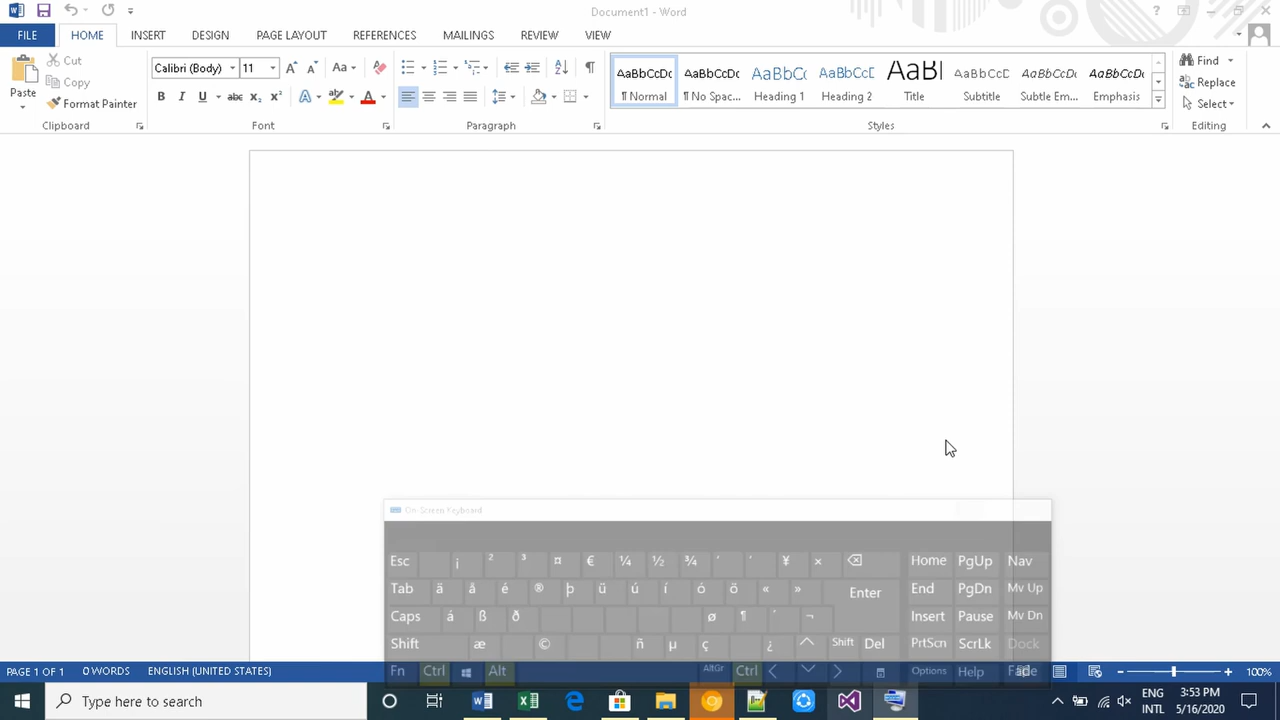 Document1 - Word
FILE HOME INSERT DESIGN PAGE LAYOUT REFERENCES MAILINGS REVIEW VIEW
Paste
Cut
Copy
Format Painter
Clipboard
Calibri (Body) 11
Font
Paragraph
AaBbCcDc AaBbCcDc AaBbCc AaBbCcD AaBl AaBbCcD AaBbCcDc AaBbCcDc
¶ Normal ¶ No Spac... Heading 1 Heading 2 Title Subtitle Subtle Em... Emphasis
Styles
Find
Replace
Select
Editing
On-Screen Keyboard
Esc ¡ ² ³ ¤ € ¼ ½ ¾ ‘ ’ ¥ × Home PgUp Nav
Tab ä å é ® þ ü ú í ó ö « » Enter End PgDn Mv Up
Caps á ß ð ø ¶ ´ ¬ Insert Pause Mv Dn
Shift æ © ñ µ ç ¿ Shift Del PrtScn ScrLk Dock
Fn Ctrl Alt AltGr Ctrl Options Help Fade
PAGE 1 OF 1 0 WORDS ENGLISH (UNITED STATES) 100%
Type here to search
ENG
INTL
3:53 PM
5/16/2020